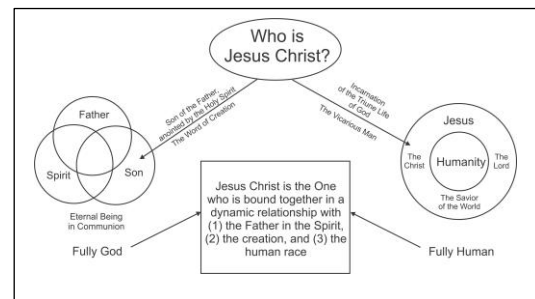 Who is
Jesus Christ?
Son of the Father,
anointed by the Holy Spirit
The Word of Creation
Incarnation
of the Triune Life
of God
The Vicarious Man
Father
Spirit
Son
Eternal Being
in Communion
Fully God
Jesus Christ is the One
who is bound together in a
dynamic relationship with
(1) the Father in the Spirit,
(2) the creation, and (3) the
human race
Jesus
The
Christ
Humanity
The
Lord
The Savior
of the World
Fully Human